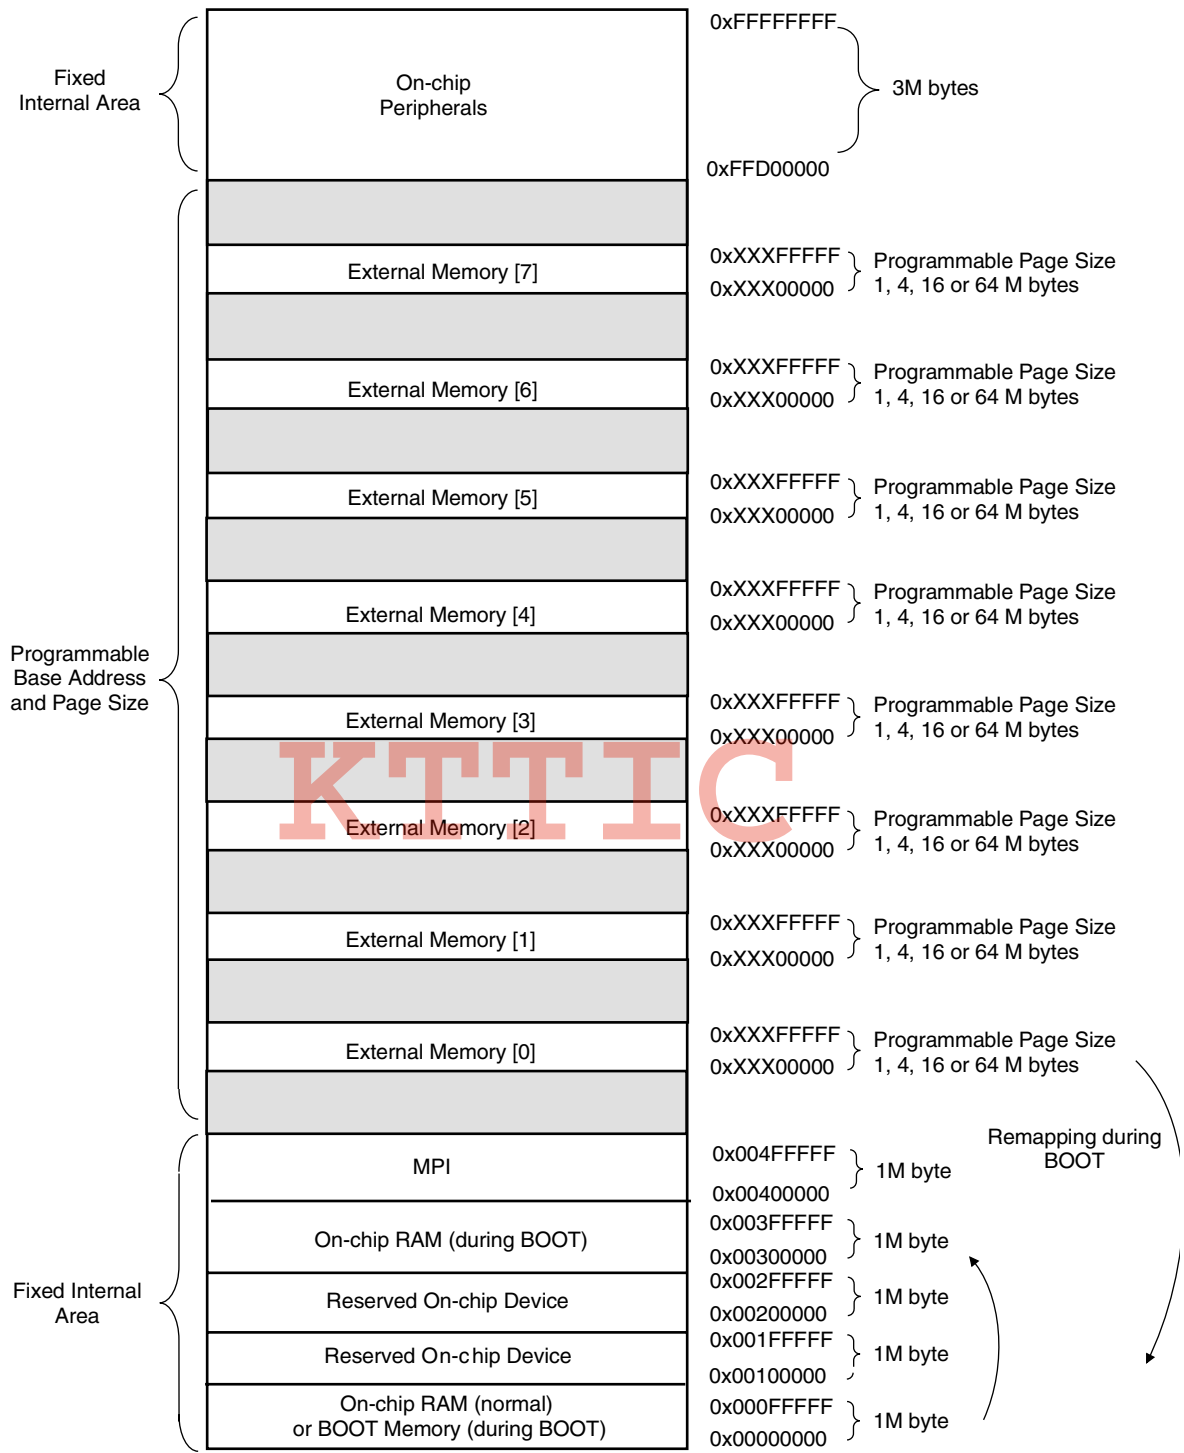 0xFFFFFFFF
Fixed
Internal Area
On-chip
Peripherals
3M bytes
0xFFD00000
External Memory [7]
0xXXXFFFFF
0xXXX00000
Programmable Page Size
1, 4, 16 or 64 M bytes
External Memory [6]
0xXXXFFFFF
0xXXX00000
Programmable Page Size
1, 4, 16 or 64 M bytes
External Memory [5]
0xXXXFFFFF
0xXXX00000
Programmable Page Size
1, 4, 16 or 64 M bytes
External Memory [4]
0xXXXFFFFF
0xXXX00000
Programmable Page Size
1, 4, 16 or 64 M bytes
Programmable
Base Address
and Page Size
External Memory [3]
0xXXXFFFFF
0xXXX00000
Programmable Page Size
1, 4, 16 or 64 M bytes
KTTIC
External Memory [2]
0xXXXFFFFF
0xXXX00000
Programmable Page Size
1, 4, 16 or 64 M bytes
External Memory [1]
0xXXXFFFFF
0xXXX00000
Programmable Page Size
1, 4, 16 or 64 M bytes
External Memory [0]
0xXXXFFFFF
0xXXX00000
Programmable Page Size
1, 4, 16 or 64 M bytes
Remapping during
BOOT
MPI
0x004FFFFF
0x00400000
1M byte
On-chip RAM (during BOOT)
0x003FFFFF
0x00300000
1M byte
Fixed Internal
Area
Reserved On-chip Device
0x002FFFFF
0x00200000
1M byte
Reserved On-chip Device
0x001FFFFF
0x00100000
1M byte
On-chip RAM (normal)
or BOOT Memory (during BOOT)
0x000FFFFF
0x00000000
1M byte